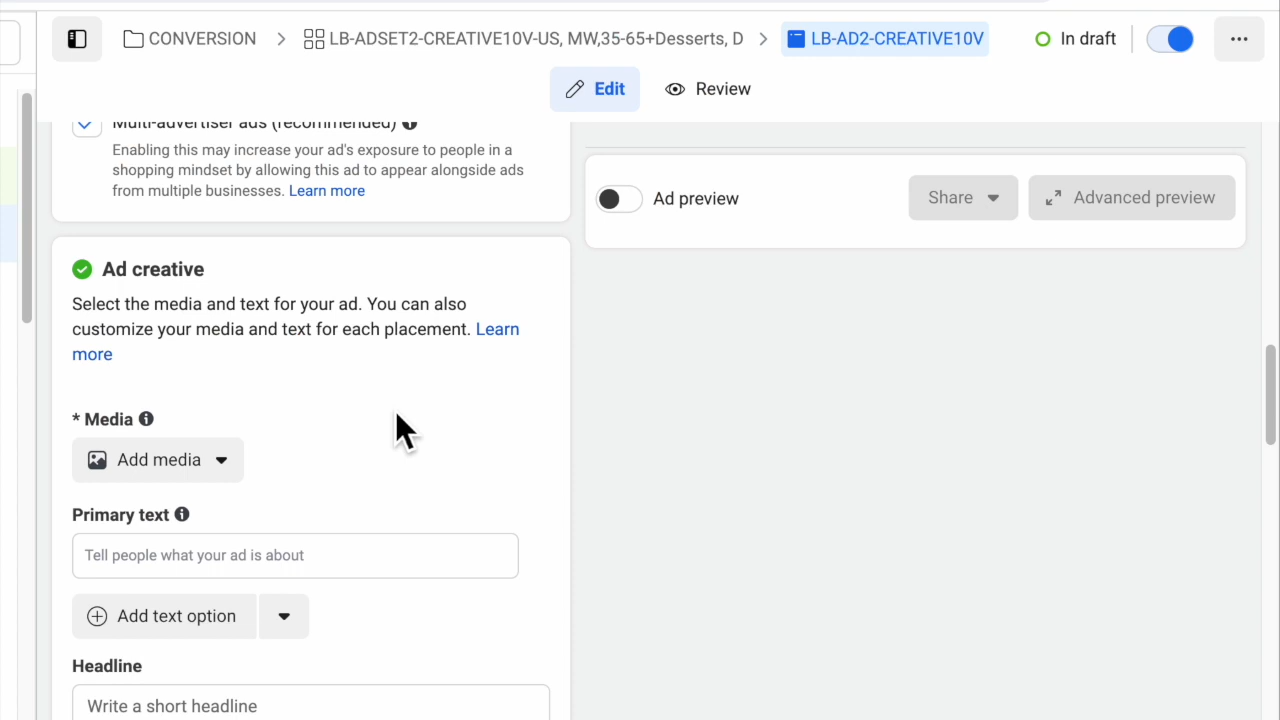 CONVERSION > LB-ADSET2-CREATIVE10V-US, MW,35-65+Desserts, D > LB-AD2-CREATIVE10V In draft
Edit Review
Multi-advertiser ads (recommended)
Enabling this may increase your ad's exposure to people in a
shopping mindset by allowing this ad to appear alongside ads
from multiple businesses. Learn more
Ad preview Share Advanced preview
Ad creative
Select the media and text for your ad. You can also
customize your media and text for each placement. Learn
more
* Media
Add media
Primary text
Tell people what your ad is about
Add text option
Headline
Write a short headline